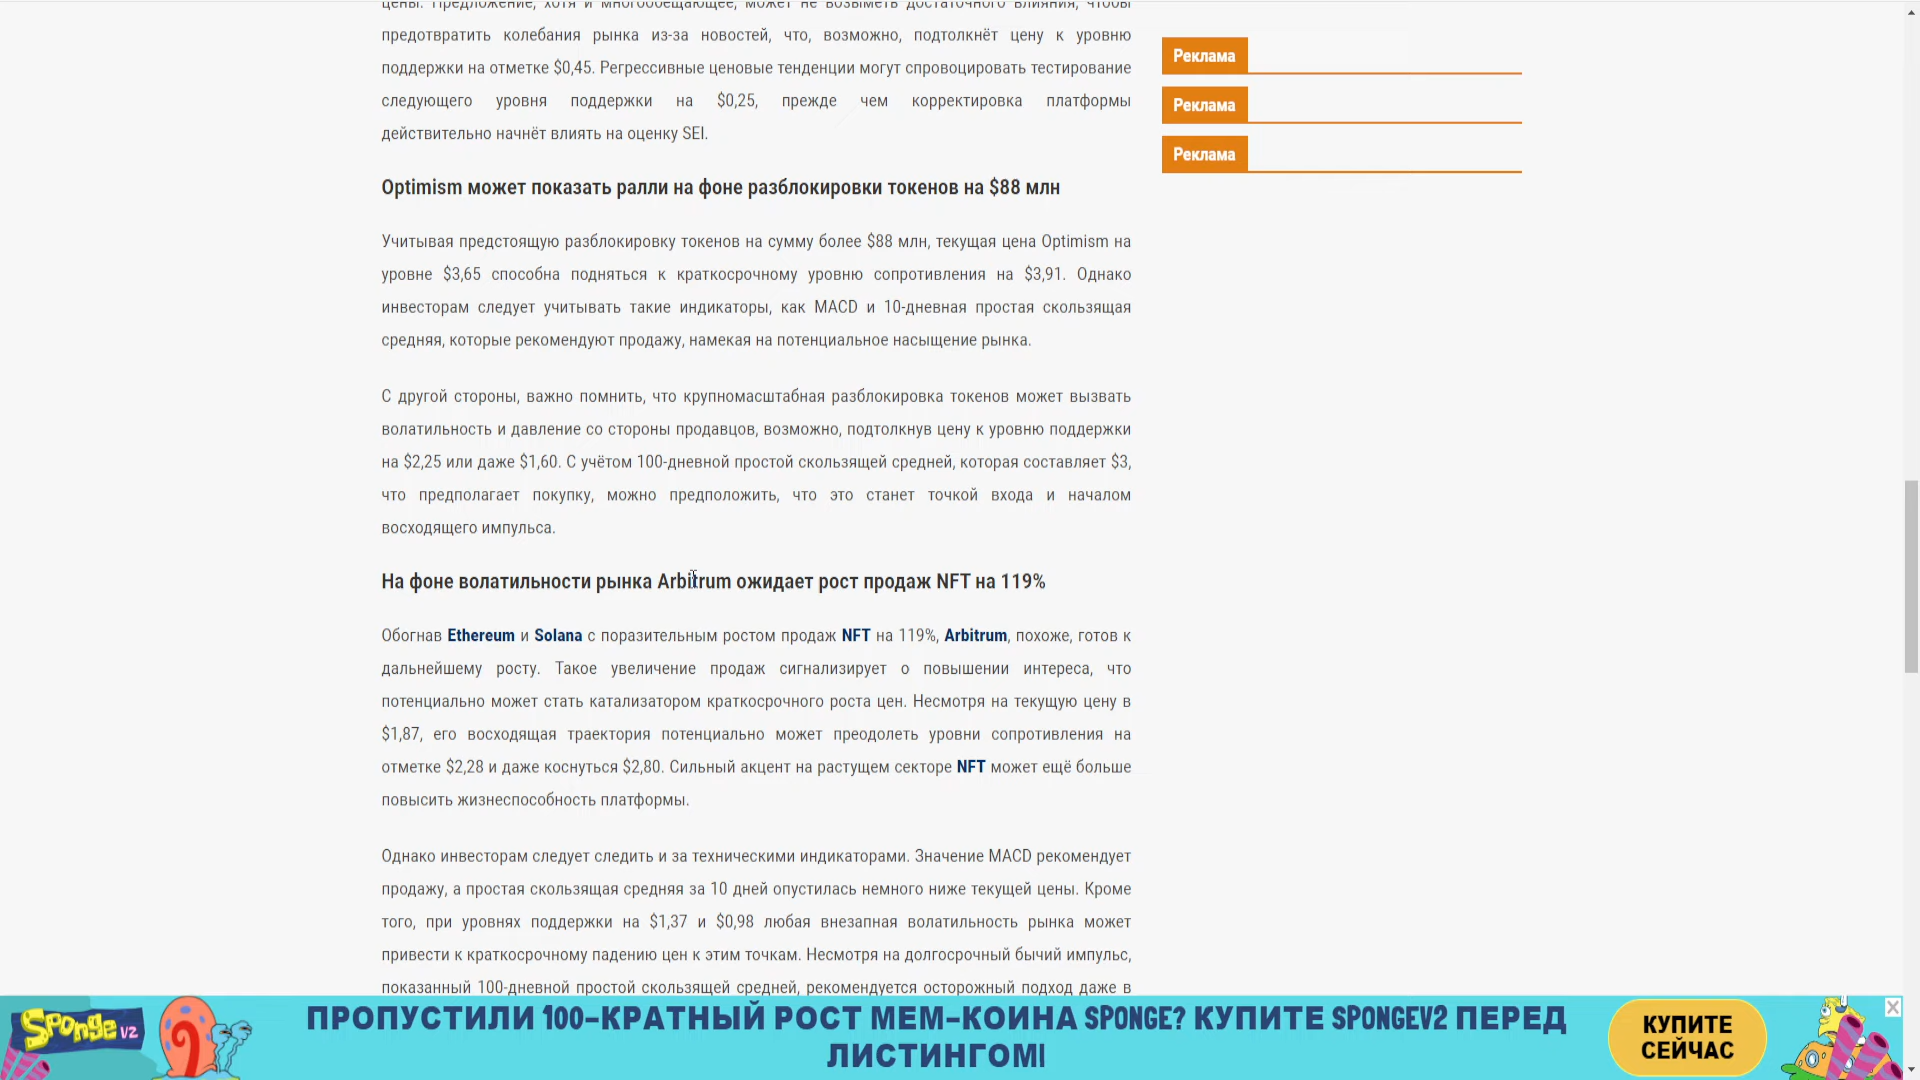 цены. Предложение, хотя и многообещающее, может не возыметь достаточного влияния, чтобы
предотвратить колебания рынка из-за новостей, что, возможно, подтолкнёт цену к уровню
поддержки на отметке $0,45. Регрессивные ценовые тенденции могут спровоцировать тестирование
следующего уровня поддержки на $0,25, прежде чем корректировка платформы
действительно начнёт влиять на оценку SEI.
Optimism может показать ралли на фоне разблокировки токенов на $88 млн
Учитывая предстоящую разблокировку токенов на сумму более $88 млн, текущая цена Optimism на
уровне $3,65 способна подняться к краткосрочному уровню сопротивления на $3,91. Однако
инвесторам следует учитывать такие индикаторы, как MACD и 10-дневная простая скользящая
средняя, которые рекомендуют продажу, намекая на потенциальное насыщение рынка.
С другой стороны, важно помнить, что крупномасштабная разблокировка токенов может вызвать
волатильность и давление со стороны продавцов, возможно, подтолкнув цену к уровню поддержки
на $2,25 или даже $1,60. С учётом 100-дневной простой скользящей средней, которая составляет $3,
что предполагает покупку, можно предположить, что это станет точкой входа и началом
восходящего импульса.
На фоне волатильности рынка Arbitrum ожидает рост продаж NFT на 119%
Обогнав Ethereum и Solana с поразительным ростом продаж NFT на 119%, Arbitrum, похоже, готов к
дальнейшему росту. Такое увеличение продаж сигнализирует о повышении интереса, что
потенциально может стать катализатором краткосрочного роста цен. Несмотря на текущую цену в
$1,87, его восходящая траектория потенциально может преодолеть уровни сопротивления на
отметке $2,28 и даже коснуться $2,80. Сильный акцент на растущем секторе NFT может ещё больше
повысить жизнеспособность платформы.
Однако инвесторам следует следить и за техническими индикаторами. Значение MACD рекомендует
продажу, а простая скользящая средняя за 10 дней опустилась немного ниже текущей цены. Кроме
того, при уровнях поддержки на $1,37 и $0,98 любая внезапная волатильность рынка может
привести к краткосрочному падению цен к этим точкам. Несмотря на долгосрочный бычий импульс,
показанный 100-дневной простой скользящей средней, рекомендуется осторожный подход даже в
Реклама
Реклама
Реклама
Sponge V2
ПРОПУСТИЛИ 100-КРАТНЫЙ РОСТ МЕМ-КОИНА SPONGE? КУПИТЕ SPONGEV2 ПЕРЕД
ЛИСТИНГОМ!
КУПИТЕ
СЕЙЧАС